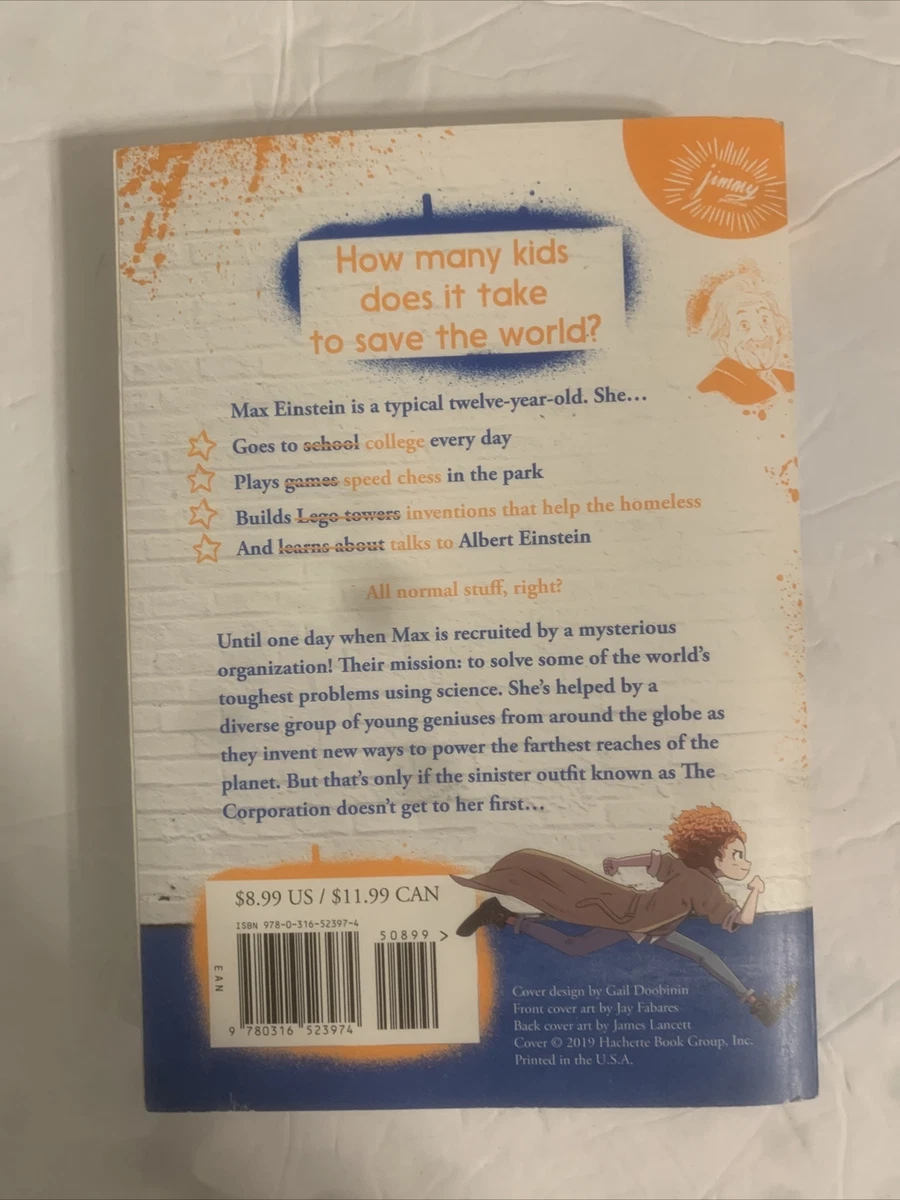 jimmy
How many kids
does it take
to save the world?
Max Einstein is a typical twelve-year-old. She...
Goes to school college every day
Plays games speed chess in the park
Builds Lego towers inventions that help the homeless
And learns about talks to Albert Einstein
All normal stuff, right?
Until one day when Max is recruited by a mysterious
organization! Their mission: to solve some of the world's
toughest problems using science. She's helped by a
diverse group of young geniuses from around the globe as
they invent new ways to power the farthest reaches of the
planet. But that's only if the sinister outfit known as The
Corporation doesn't get to her first...
$8.99 US / $11.99 CAN
ISBN 978-0-316-52397-4
50899 >
EAN
9 780316 523974
Cover design by Gail Doobinin
Front cover art by Jay Fabares
Back cover art by James Lancett
Cover © 2019 Hachette Book Group, Inc.
Printed in the U.S.A.